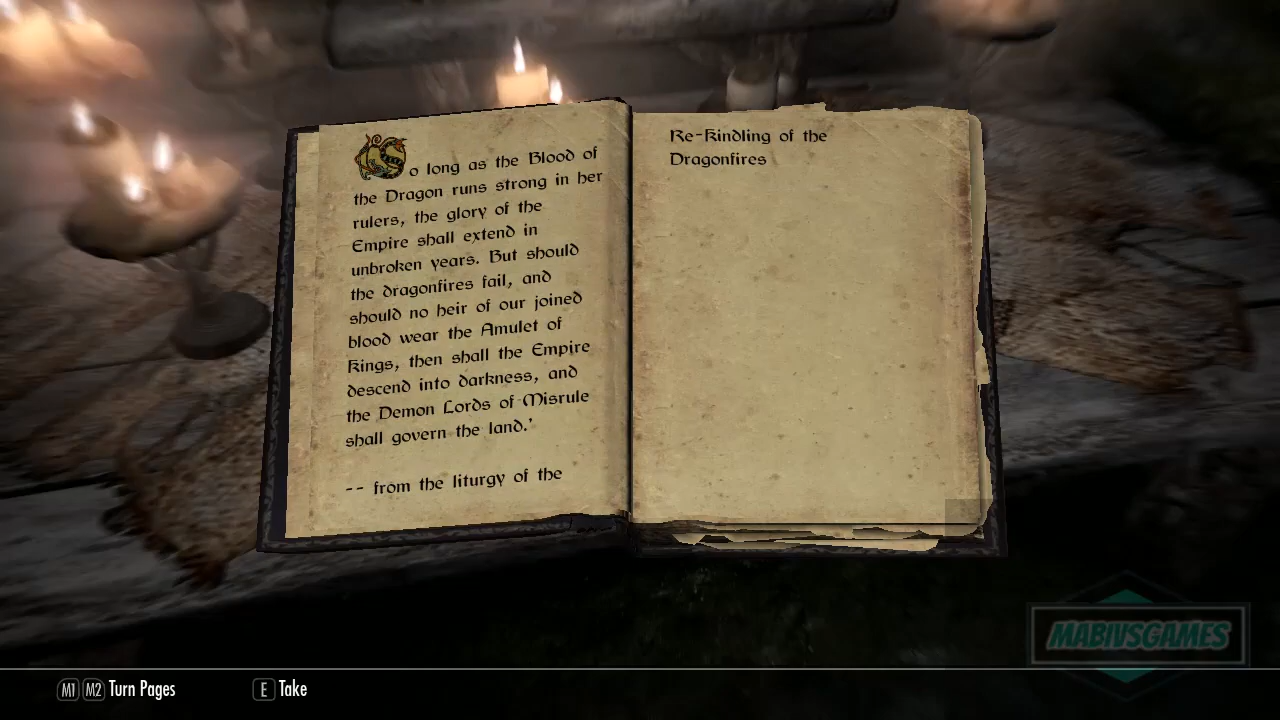 So long as the Blood of
the Dragon runs strong in her
rulers, the glory of the
Empire shall extend in
unbroken years. But should
the dragonfires fail, and
should no heir of our joined
blood wear the Amulet of
Kings, then shall the Empire
descend into darkness, and
the Demon Lords of Misrule
shall govern the land.'
-- from the liturgy of the
Re-Kindling of the
Dragonfires
MABIVSGAMES
M1 M2 Turn Pages
E Take